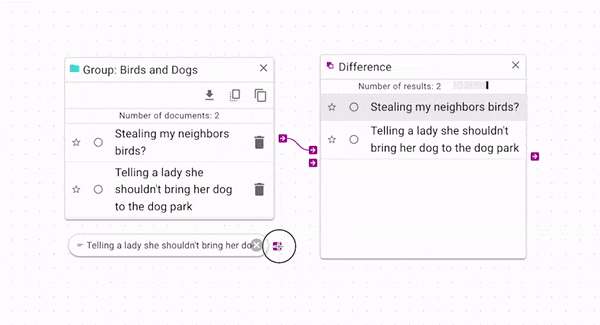 Group: Birds and Dogs
Number of documents: 2
Stealing my neighbors
birds?
Telling a lady she
shouldn't bring her dog
to the dog park
Telling a lady she shouldn't bring her do
Difference
Number of results: 2
Stealing my neighbors birds?
Telling a lady she shouldn't
bring her dog to the dog park